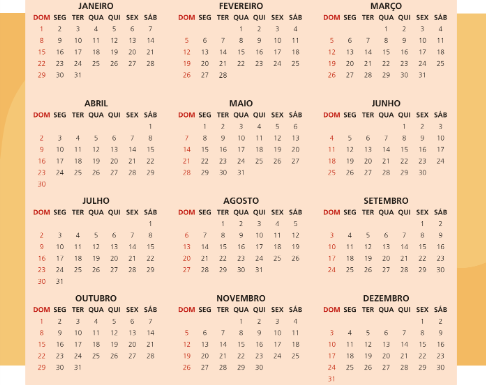 JANEIRO
DOM SEG TER QUA QUI SEX SÁB
1 2 3 4 5 6 7
8 9 10 11 12 13 14
15 16 17 18 19 20 21
22 23 24 25 26 27 28
29 30 31
FEVEREIRO
DOM SEG TER QUA QUI SEX SÁB
1 2 3 4
5 6 7 8 9 10 11
12 13 14 15 16 17 18
19 20 21 22 23 24 25
26 27 28
MARÇO
DOM SEG TER QUA QUI SEX SÁB
1 2 3 4
5 6 7 8 9 10 11
12 13 14 15 16 17 18
19 20 21 22 23 24 25
26 27 28 29 30 31
ABRIL
DOM SEG TER QUA QUI SEX SÁB
1
2 3 4 5 6 7 8
9 10 11 12 13 14 15
16 17 18 19 20 21 22
23 24 25 26 27 28 29
30
MAIO
DOM SEG TER QUA QUI SEX SÁB
1 2 3 4 5 6
7 8 9 10 11 12 13
14 15 16 17 18 19 20
21 22 23 24 25 26 27
28 29 30 31
JUNHO
DOM SEG TER QUA QUI SEX SÁB
1 2 3
4 5 6 7 8 9 10
11 12 13 14 15 16 17
18 19 20 21 22 23 24
25 26 27 28 29 30
JULHO
DOM SEG TER QUA QUI SEX SÁB
1
2 3 4 5 6 7 8
9 10 11 12 13 14 15
16 17 18 19 20 21 22
23 24 25 26 27 28 29
30 31
AGOSTO
DOM SEG TER QUA QUI SEX SÁB
1 2 3 4 5
6 7 8 9 10 11 12
13 14 15 16 17 18 19
20 21 22 23 24 25 26
27 28 29 30 31
SETEMBRO
DOM SEG TER QUA QUI SEX SÁB
1 2
3 4 5 6 7 8 9
10 11 12 13 14 15 16
17 18 19 20 21 22 23
24 25 26 27 28 29 30
OUTUBRO
DOM SEG TER QUA QUI SEX SÁB
1 2 3 4 5 6 7
8 9 10 11 12 13 14
15 16 17 18 19 20 21
22 23 24 25 26 27 28
29 30 31
NOVEMBRO
DOM SEG TER QUA QUI SEX SÁB
1 2 3 4
5 6 7 8 9 10 11
12 13 14 15 16 17 18
19 20 21 22 23 24 25
26 27 28 29 30
DEZEMBRO
DOM SEG TER QUA QUI SEX SÁB
1 2
3 4 5 6 7 8 9
10 11 12 13 14 15 16
17 18 19 20 21 22 23
24 25 26 27 28 29 30
31